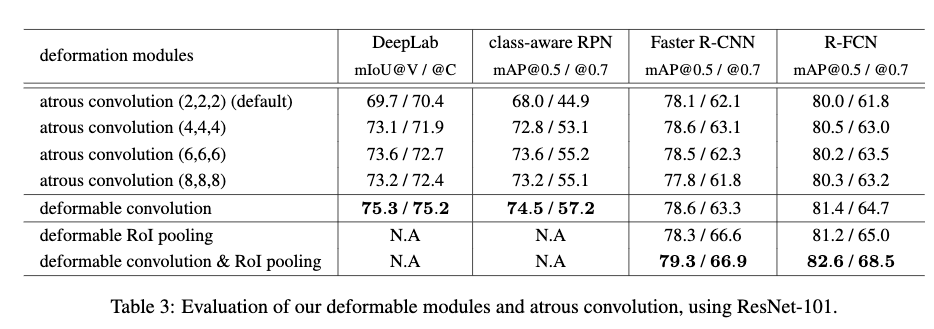 deformation modules DeepLab class-aware RPN Faster R-CNN R-FCN
mIoU@V / @C mAP@0.5 / @0.7 mAP@0.5 / @0.7 mAP@0.5 / @0.7
atrous convolution (2,2,2) (default) 69.7 / 70.4 68.0 / 44.9 78.1 / 62.1 80.0 / 61.8
atrous convolution (4,4,4) 73.1 / 71.9 72.8 / 53.1 78.6 / 63.1 80.5 / 63.0
atrous convolution (6,6,6) 73.6 / 72.7 73.6 / 55.2 78.5 / 62.3 80.2 / 63.5
atrous convolution (8,8,8) 73.2 / 72.4 73.2 / 55.1 77.8 / 61.8 80.3 / 63.2
deformable convolution 75.3 / 75.2 74.5 / 57.2 78.6 / 63.3 81.4 / 64.7
deformable RoI pooling N.A N.A 78.3 / 66.6 81.2 / 65.0
deformable convolution & RoI pooling N.A N.A 79.3 / 66.9 82.6 / 68.5
Table 3: Evaluation of our deformable modules and atrous convolution, using ResNet-101.